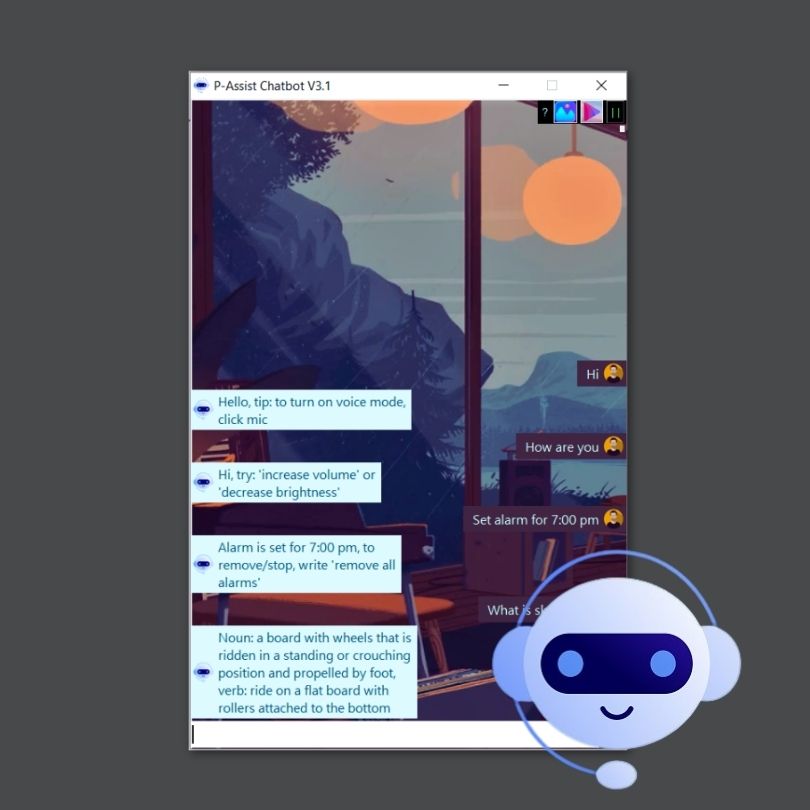 P-Assist Chatbot V3.1
?
Hi
Hello, tip: to turn on voice mode,
click mic
How are you
Hi, try: 'increase volume' or
'decrease brightness'
Set alarm for 7:00 pm
Alarm is set for 7:00 pm, to
remove/stop, write 'remove all
alarms'
What is
Noun: a board with wheels that is
ridden in a standing or crouching
position and propelled by foot,
verb: ride on a flat board with
rollers attached to the bottom